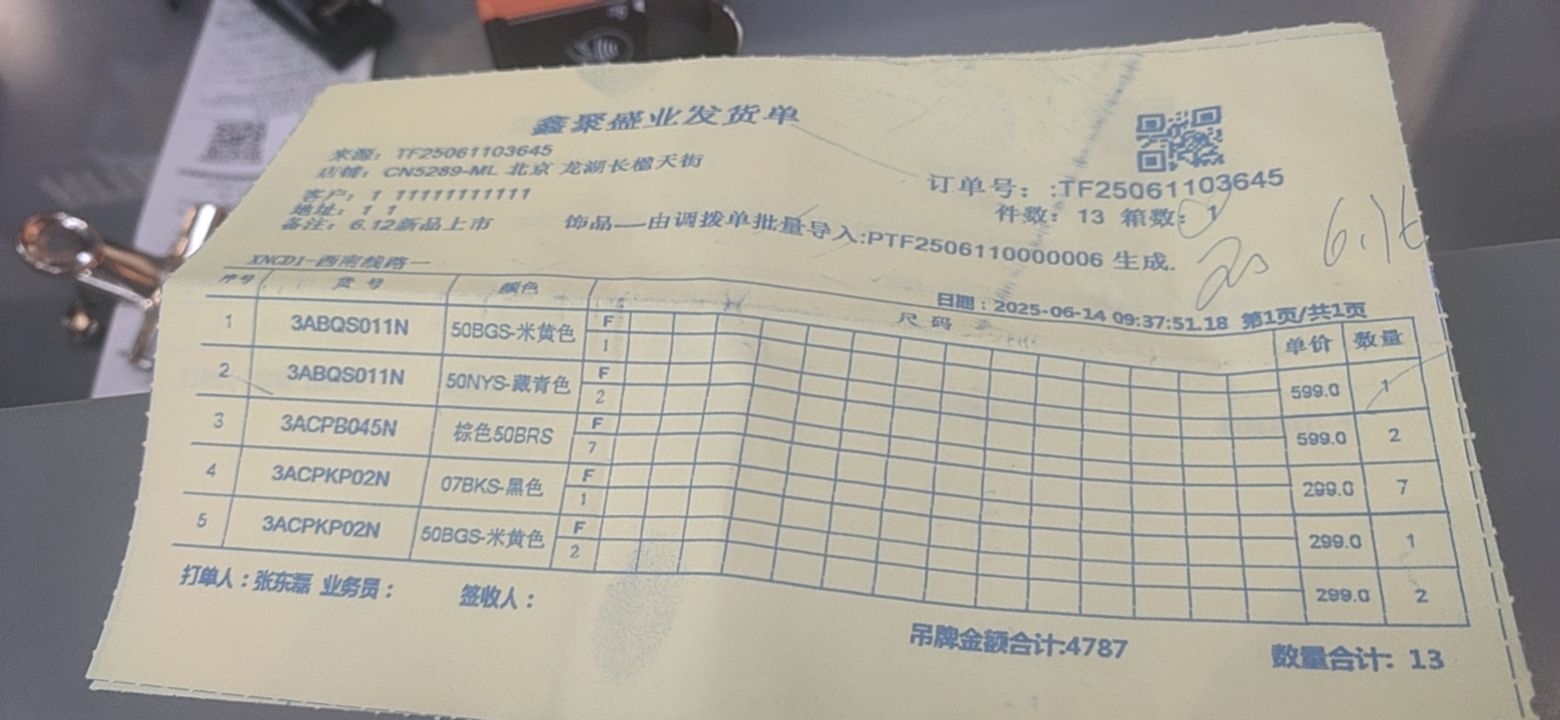 鑫聚盛业发货单
来源：TF25061103645
店铺：CN5289-ML 北京 龙湖长楹天街
订单号：:TF25061103645
客户：1 11111111111
件数：13 箱数：1
地址：1 1
备注：6.12新品上市 饰品——由调拨单批量导入:PTF2506110000006 生成.
6.16
XNCD1-西南线路一
日期：2025-06-14 09:37:51.18 第1页/共1页
序号 货号 颜色 尺码 单价 数量
1 3ABQS011N 50BGS-米黄色 F 1 599.0 1
2 3ABQS011N 50NYS-藏青色 F 2 599.0 2
3 3ACPB045N 棕色50BRS F 7 299.0 7
4 3ACPKP02N 07BKS-黑色 F 1 299.0 1
5 3ACPKP02N 50BGS-米黄色 F 2 299.0 2
打单人：张东磊 业务员： 签收人：
吊牌金额合计:4787 数量合计: 13